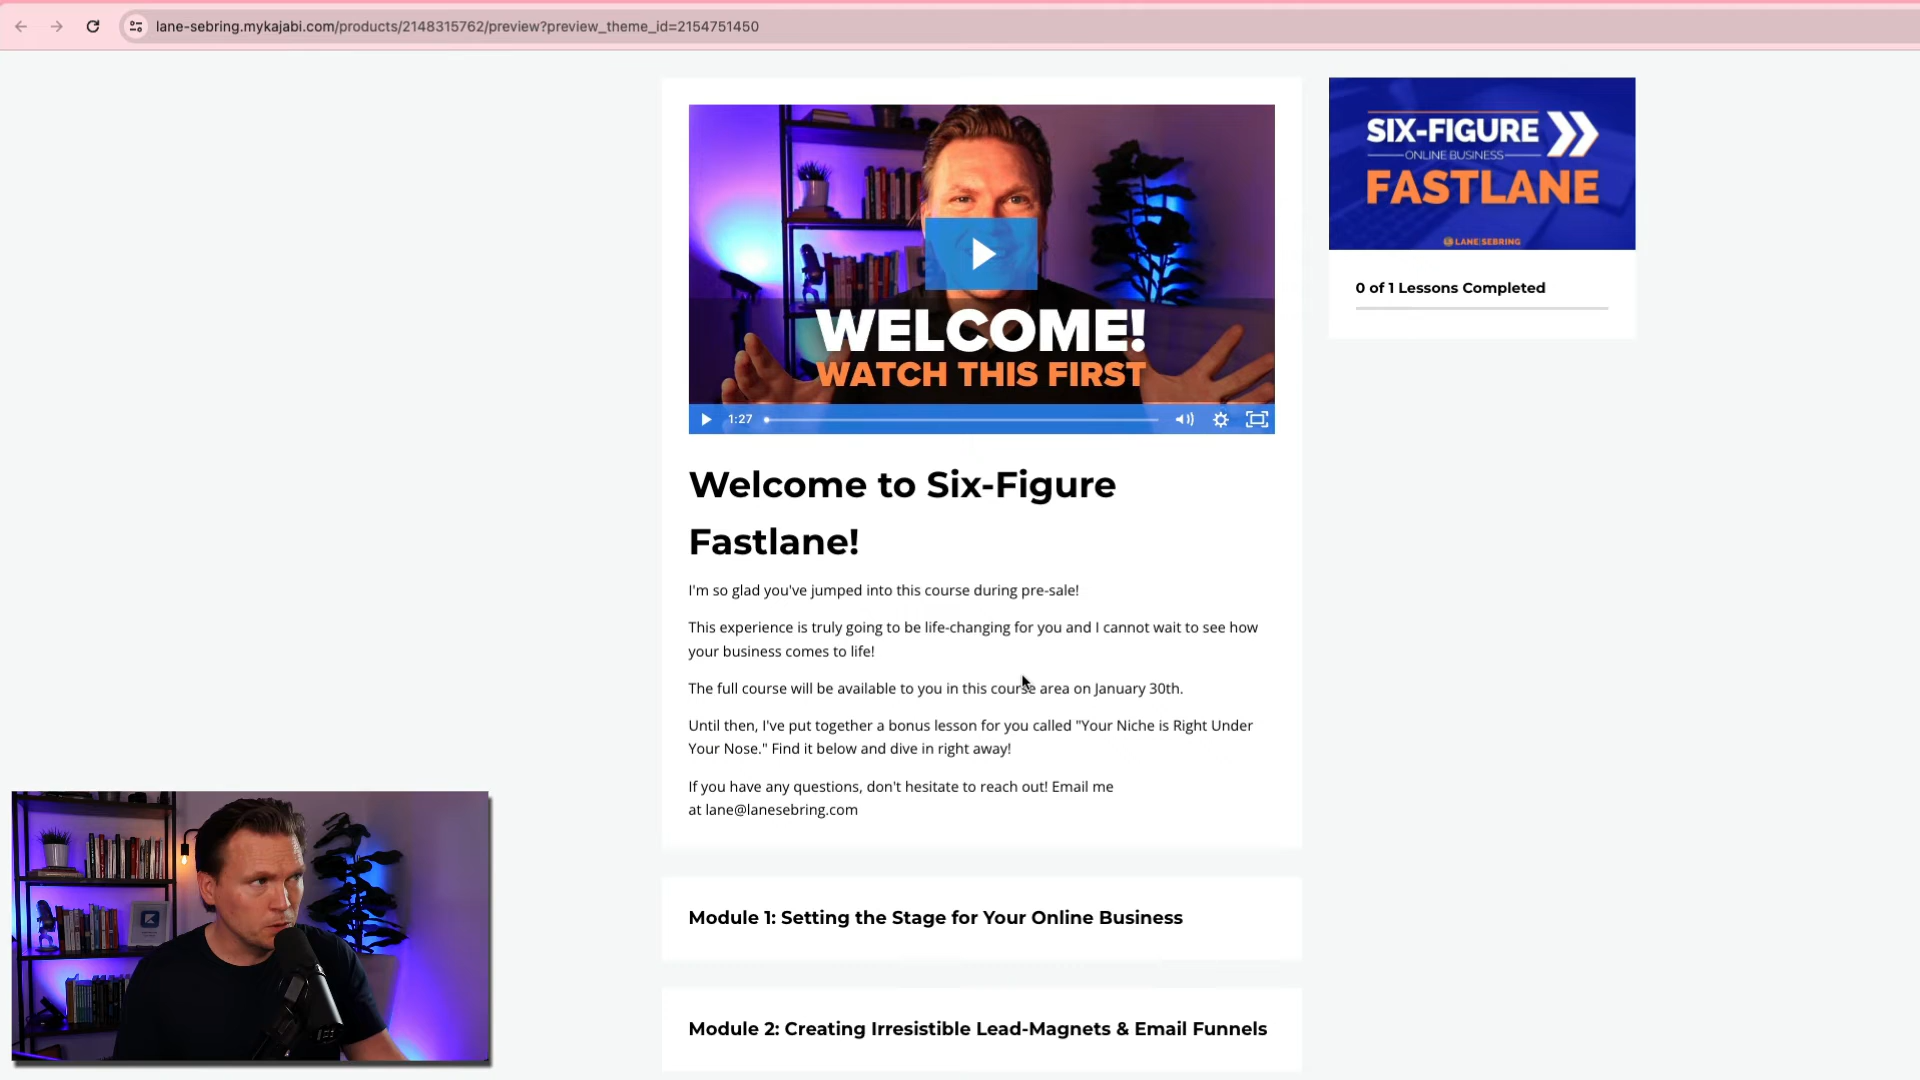 lane-sebring.mykajabi.com/products/2148315762/preview?preview_theme_id=2154751450
WELCOME!
WATCH THIS FIRST
1:27
SIX-FIGURE
ONLINE BUSINESS
FASTLANE
LANE SEBRING
0 of 1 Lessons Completed
Welcome to Six-Figure
Fastlane!
I'm so glad you've jumped into this course during pre-sale!
This experience is truly going to be life-changing for you and I cannot wait to see how
your business comes to life!
The full course will be available to you in this course area on January 30th.
Until then, I've put together a bonus lesson for you called "Your Niche is Right Under
Your Nose." Find it below and dive in right away!
If you have any questions, don't hesitate to reach out! Email me
at lane@lanesebring.com
Module 1: Setting the Stage for Your Online Business
Module 2: Creating Irresistible Lead-Magnets & Email Funnels